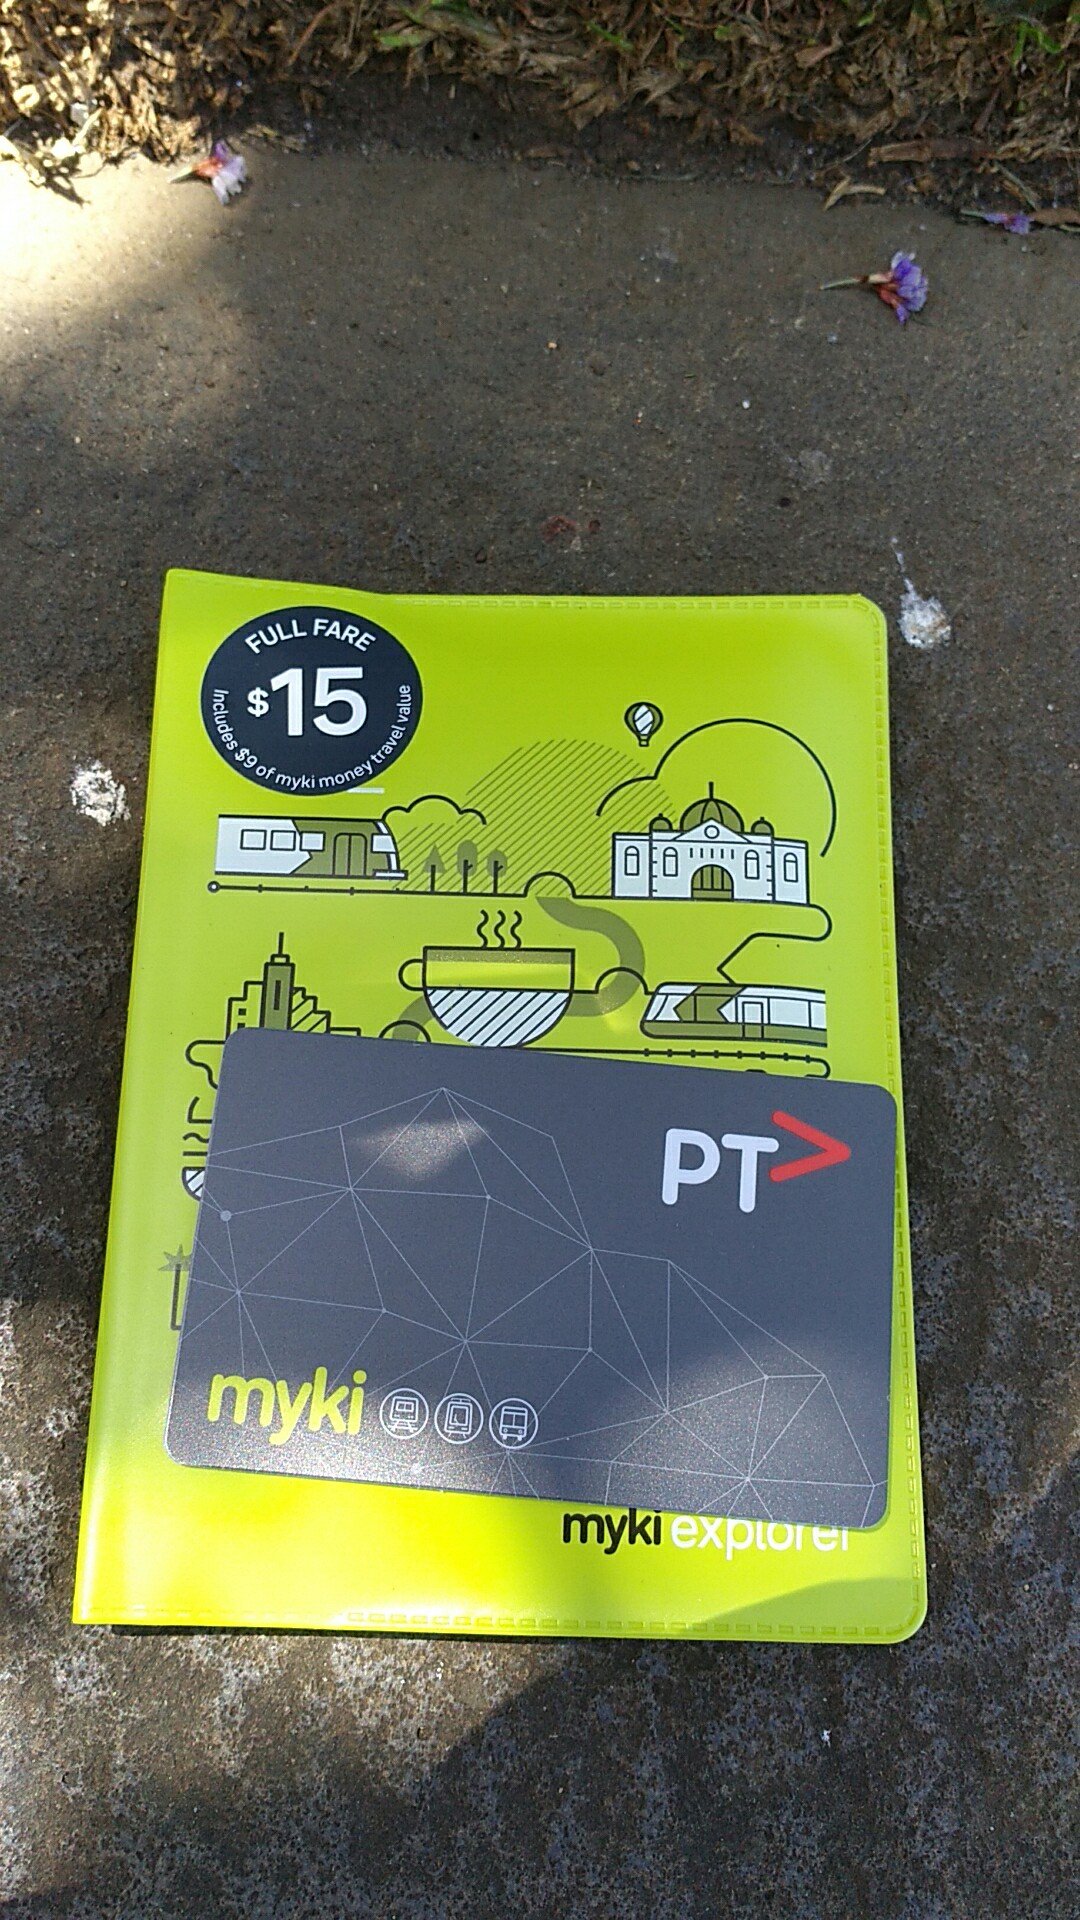 FULL FARE
$15
Includes $9 of myki money travel value
PT
myki
myki explorer